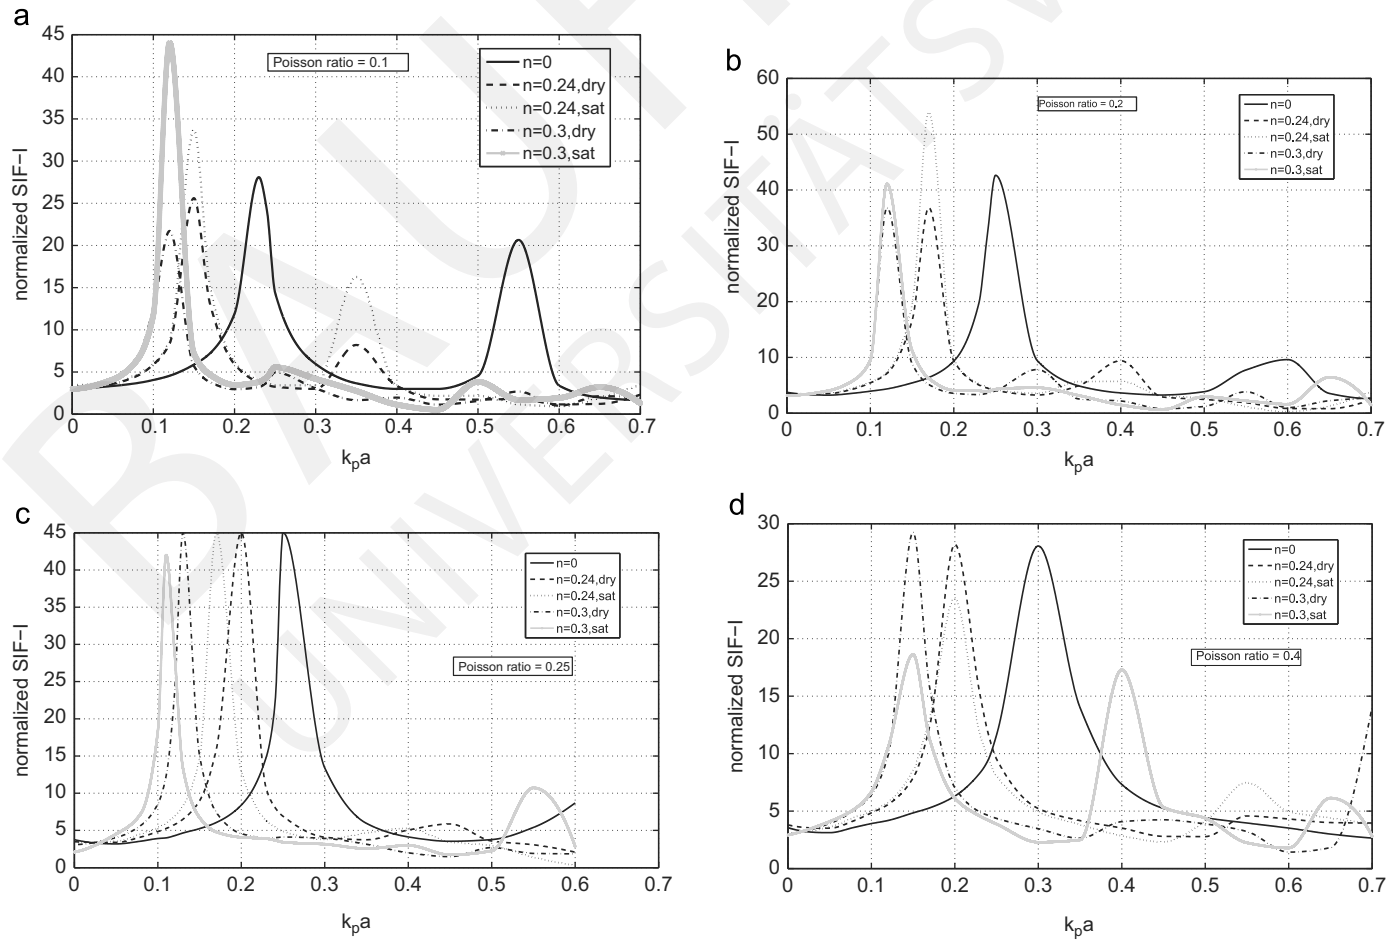 a
45
40
35
30
25
20
15
10
5
0
normalized SIF-I
0 0.1 0.2 0.3 0.4 0.5 0.6 0.7
kpa
Poisson ratio = 0.1
n=0
n=0.24,dry
n=0.24,sat
n=0.3,dry
n=0.3,sat
b
60
50
40
30
20
10
0
normalized SIF-I
0 0.1 0.2 0.3 0.4 0.5 0.6 0.7
kpa
Poisson ratio = 0.2
n=0
n=0.24,dry
n=0.24,sat
n=0.3,dry
n=0.3,sat
c
45
40
35
30
25
20
15
10
5
0
normalized SIF-I
0 0.1 0.2 0.3 0.4 0.5 0.6 0.7
kpa
n=0
n=0.24,dry
n=0.24,sat
n=0.3,dry
n=0.3,sat
Poisson ratio = 0.25
d
30
25
20
15
10
5
0
normalized SIF-I
0 0.1 0.2 0.3 0.4 0.5 0.6 0.7
kpa
n=0
n=0.24,dry
n=0.24,sat
n=0.3,dry
n=0.3,sat
Poisson ratio = 0.4
BAU
UNIVERSITÄTS